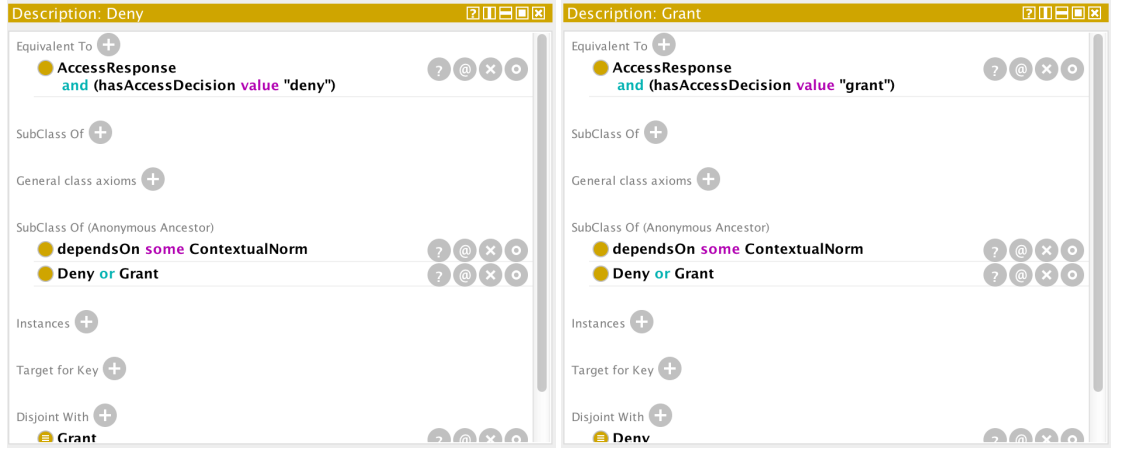 Description: Deny
Equivalent To
AccessResponse
and (hasAccessDecision value "deny")
SubClass Of
General class axioms
SubClass Of (Anonymous Ancestor)
dependsOn some ContextualNorm
Deny or Grant
Instances
Target for Key
Disjoint With
Grant
Description: Grant
Equivalent To
AccessResponse
and (hasAccessDecision value "grant")
SubClass Of
General class axioms
SubClass Of (Anonymous Ancestor)
dependsOn some ContextualNorm
Deny or Grant
Instances
Target for Key
Disjoint With
Deny